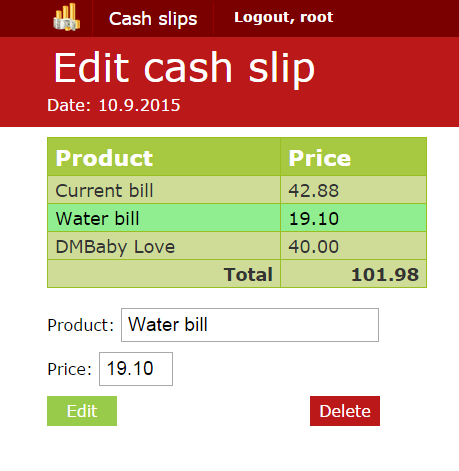 Cash slips Logout, root
Edit cash slip
Date: 10.9.2015
Product Price
Current bill 42.88
Water bill 19.10
DMBaby Love 40.00
Total 101.98
Product: Water bill
Price: 19.10
Edit Delete